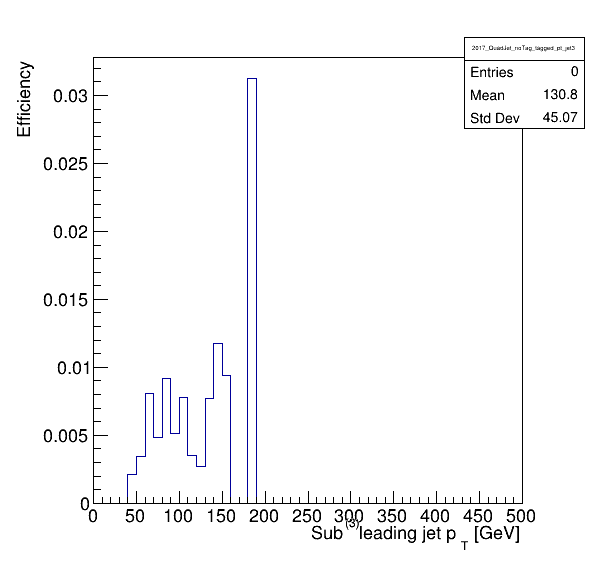 2017_QuadJet_noTag_tagged_pt_jet3
Entries 0
Mean 130.8
Std Dev 45.07
Efficiency
0.03
0.025
0.02
0.015
0.01
0.005
0
0 50 100 150 200 250 300 350 400 450 500
Sub(3)leading jet pT [GeV]